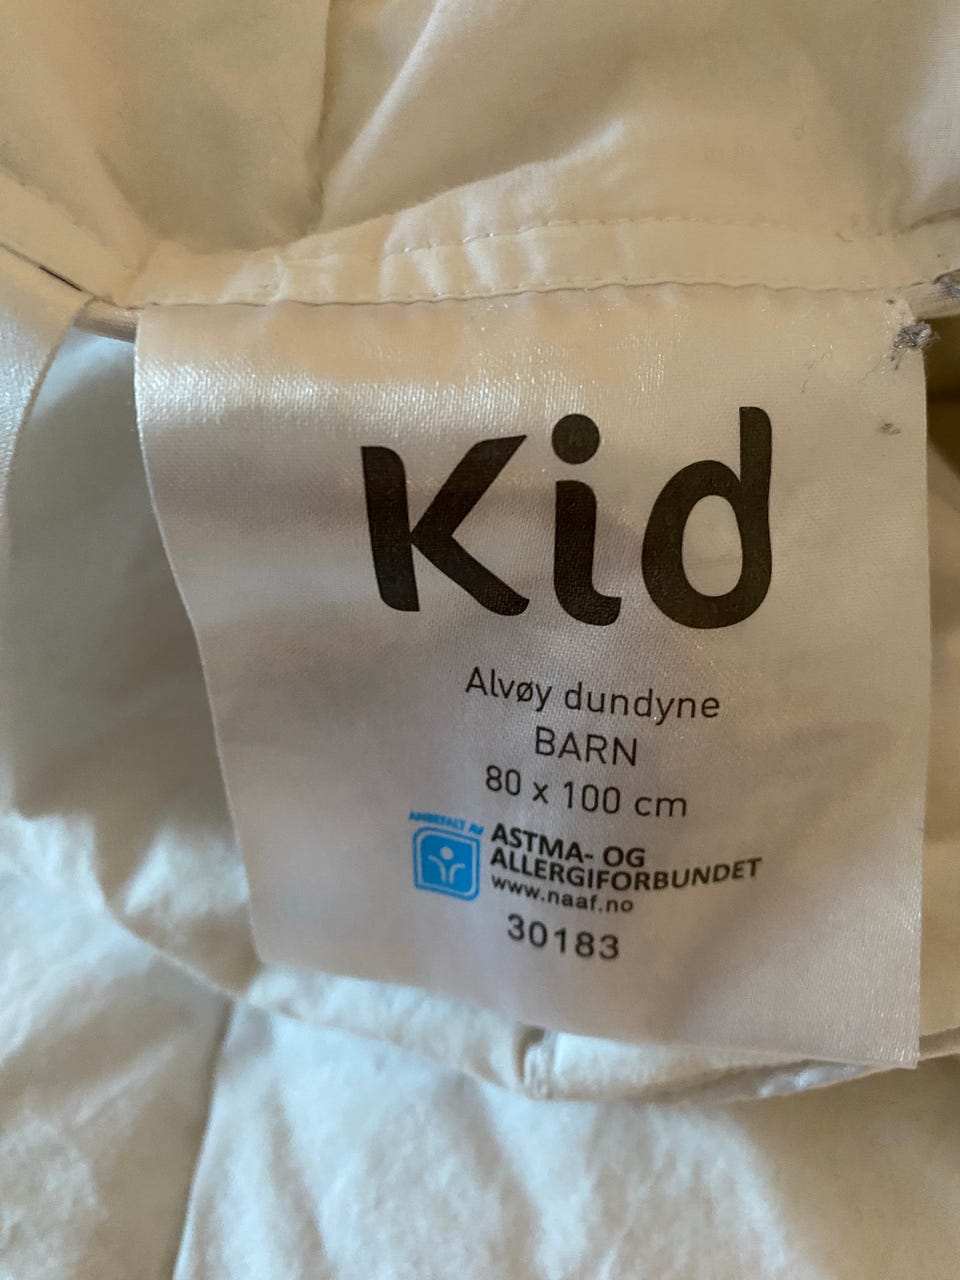 Kid
Alvøy dundyne
BARN
80 x 100 cm
ANBEFALT AV
ASTMA- OG
ALLERGIFORBUNDET
www.naaf.no
30183